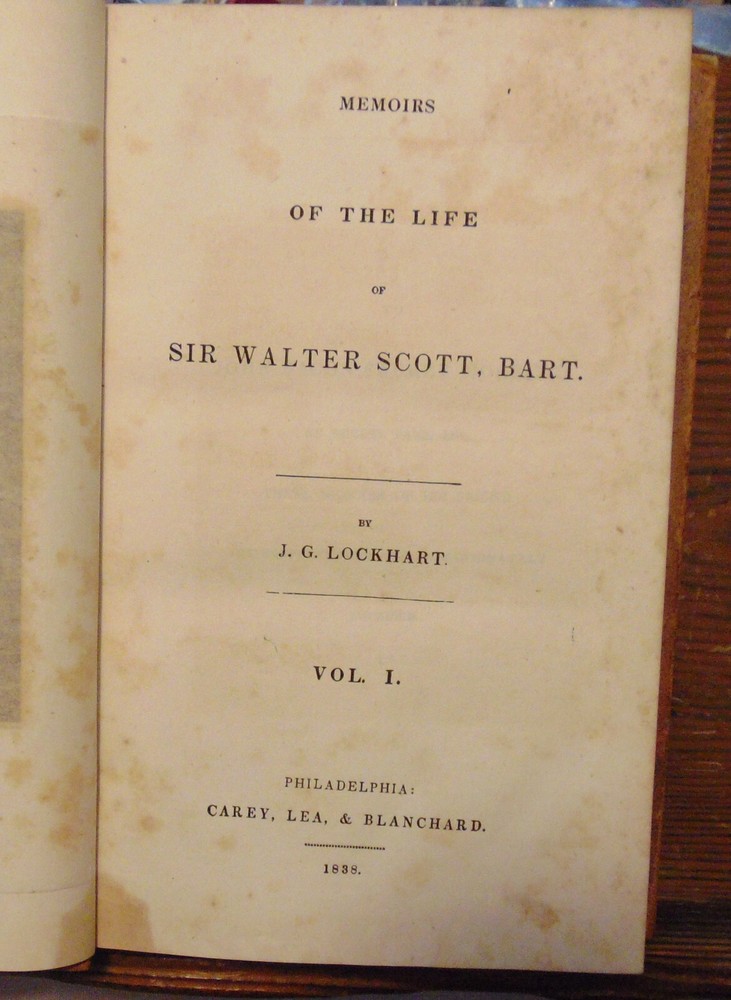 MEMOIRS
OF THE LIFE
OF
SIR WALTER SCOTT, BART.
BY
J. G. LOCKHART.
VOL. I.
PHILADELPHIA:
CAREY, LEA, & BLANCHARD.
1838.